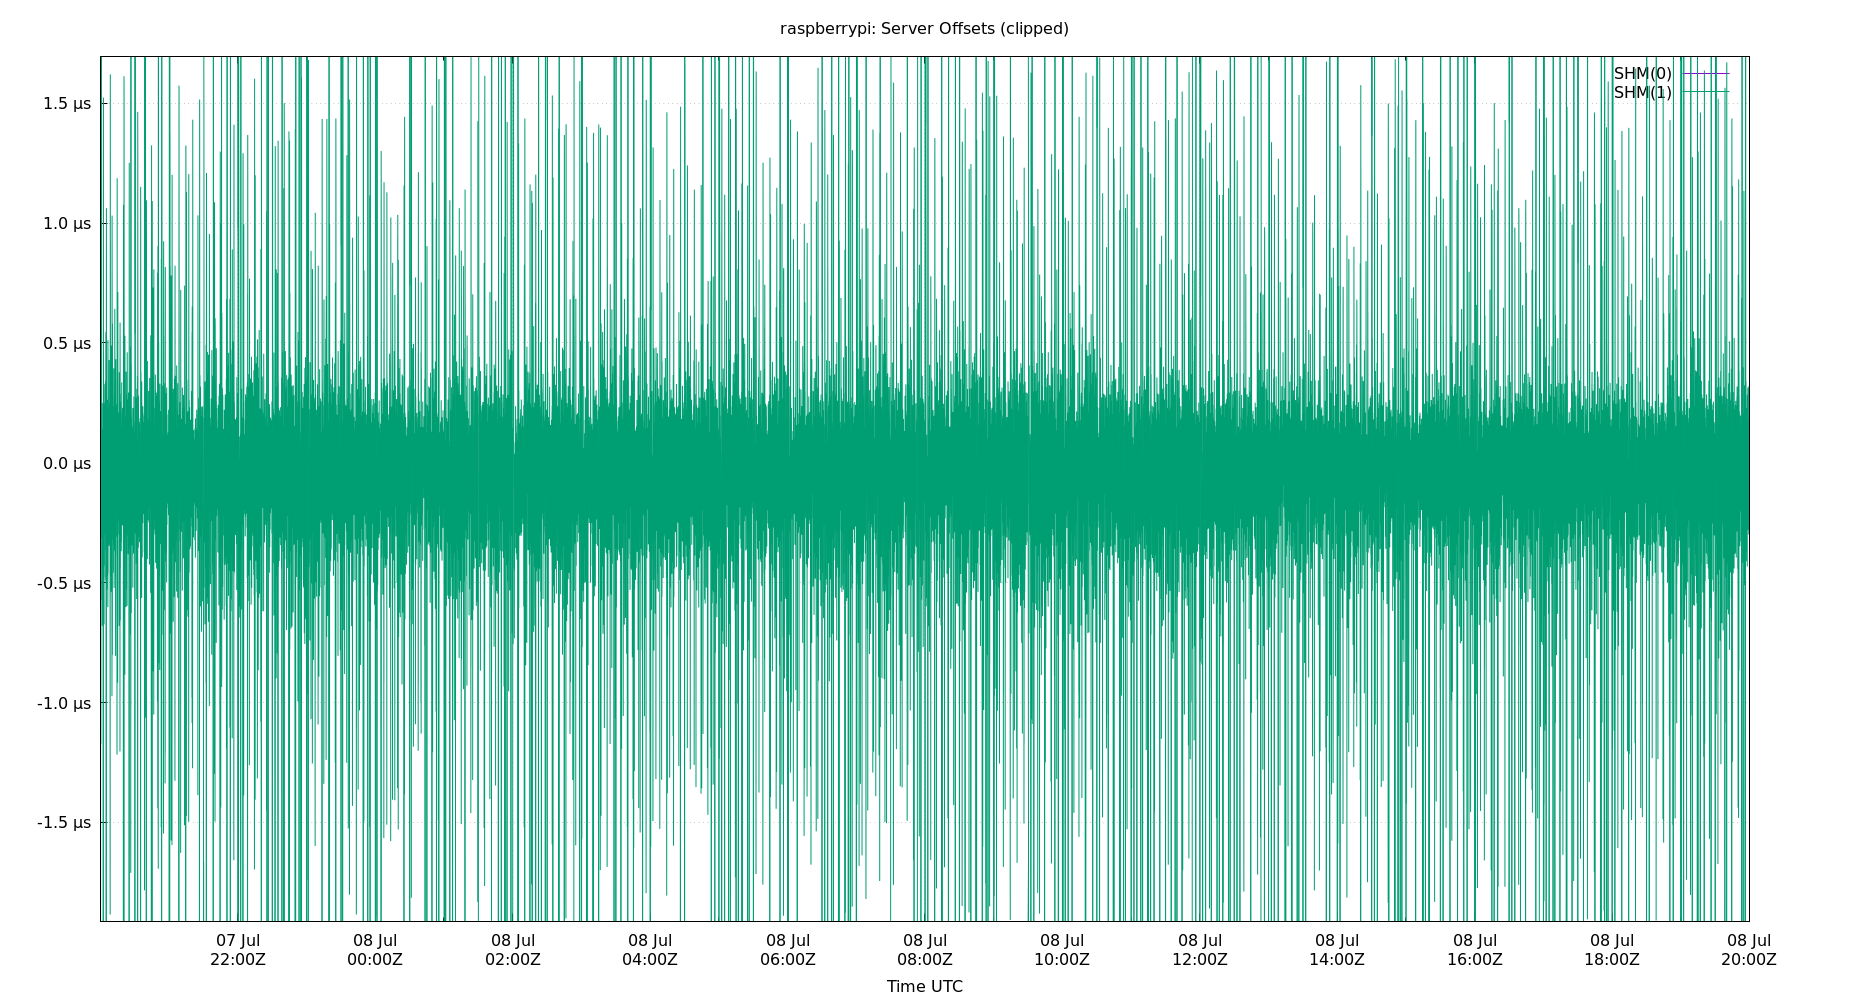 raspberrypi: Server Offsets (clipped)
SHM(0)
SHM(1)
1.5 µs
1.0 µs
0.5 µs
0.0 µs
-0.5 µs
-1.0 µs
-1.5 µs
07 Jul 08 Jul 08 Jul 08 Jul 08 Jul 08 Jul 08 Jul 08 Jul 08 Jul 08 Jul 08 Jul 08 Jul
22:00Z 00:00Z 02:00Z 04:00Z 06:00Z 08:00Z 10:00Z 12:00Z 14:00Z 16:00Z 18:00Z 20:00Z
Time UTC